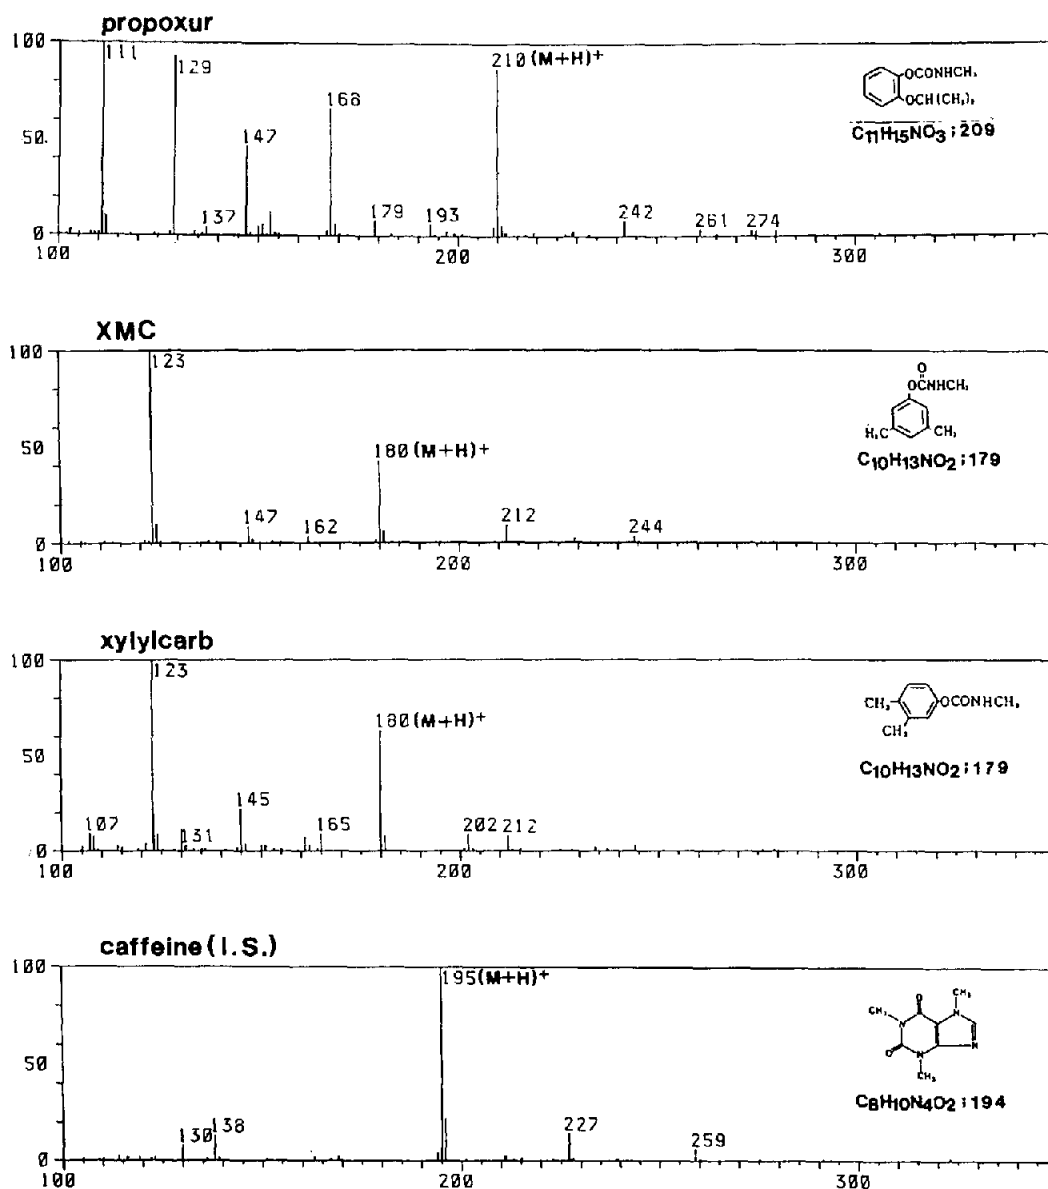 propoxur
100
111
129
210(M+H)+
168
147
50
137
179
193
242
261
274
0
100
200
300
OCONHCH3
OCH(CH3)2
C11H15NO3;209
XMC
100
123
180(M+H)+
50
147
162
212
244
0
100
200
300
O
OCNHCH3
H3C
CH3
C10H13NO2;179
xylylcarb
100
123
180(M+H)+
50
145
107
131
165
202
212
0
100
200
300
CH3
OCONHCH3
CH3
C10H13NO2;179
caffeine(I.S.)
100
195(M+H)+
50
130
138
227
259
0
100
200
300
O
CH3
CH3
N
N
O
N
N
CH3
C8H10N4O2;194